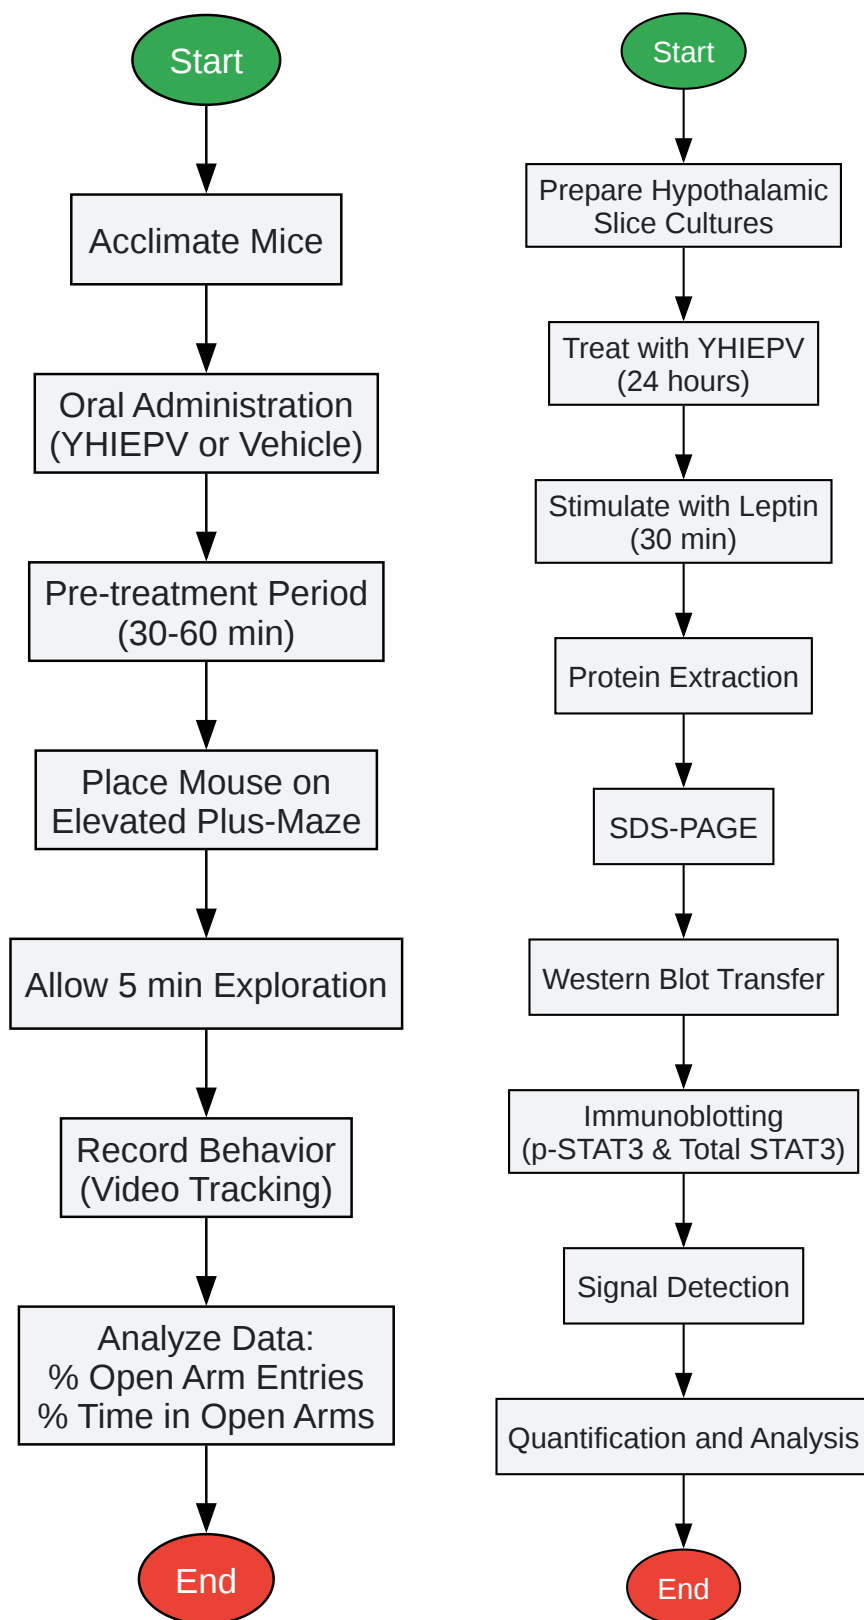 Start
Acclimate Mice
Oral Administration
(YHIEPV or Vehicle)
Pre-treatment Period
(30-60 min)
Place Mouse on
Elevated Plus-Maze
Allow 5 min Exploration
Record Behavior
(Video Tracking)
Analyze Data:
% Open Arm Entries
% Time in Open Arms
End
Start
Prepare Hypothalamic
Slice Cultures
Treat with YHIEPV
(24 hours)
Stimulate with Leptin
(30 min)
Protein Extraction
SDS-PAGE
Western Blot Transfer
Immunoblotting
(p-STAT3 & Total STAT3)
Signal Detection
Quantification and Analysis
End